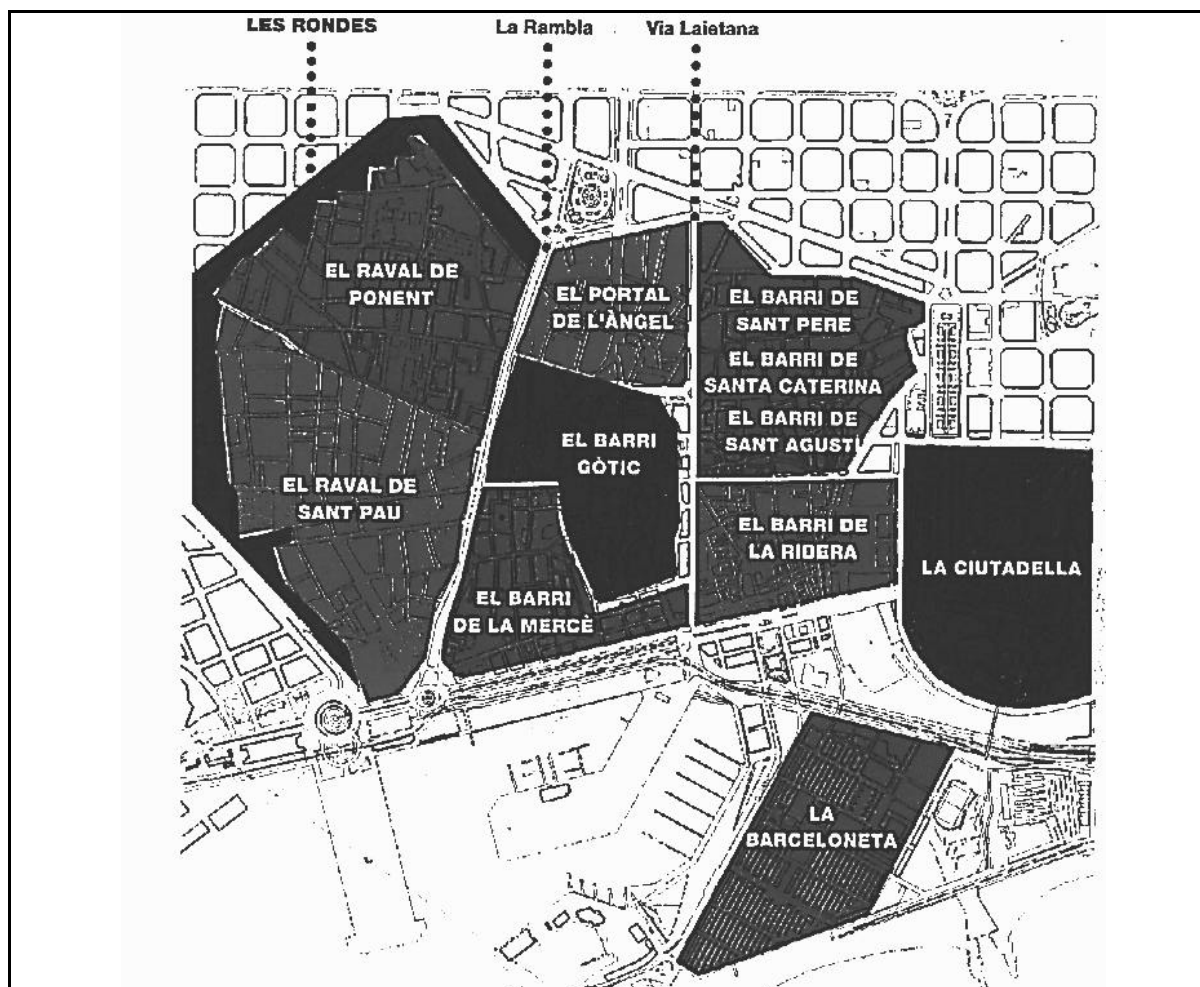 LES RONDES
La Rambla
Via Laietana
EL RAVAL DE
PONENT
EL PORTAL
DE L'ÀNGEL
EL BARRI DE
SANT PERE
EL BARRI DE
SANTA CATERINA
EL BARRI DE
SANT AGUSTÍ
EL BARRI
GÒTIC
EL RAVAL DE
SANT PAU
EL BARRI DE
LA RIDERA
LA CIUTADELLA
EL BARRI
DE LA MERCÈ
LA
BARCELONETA